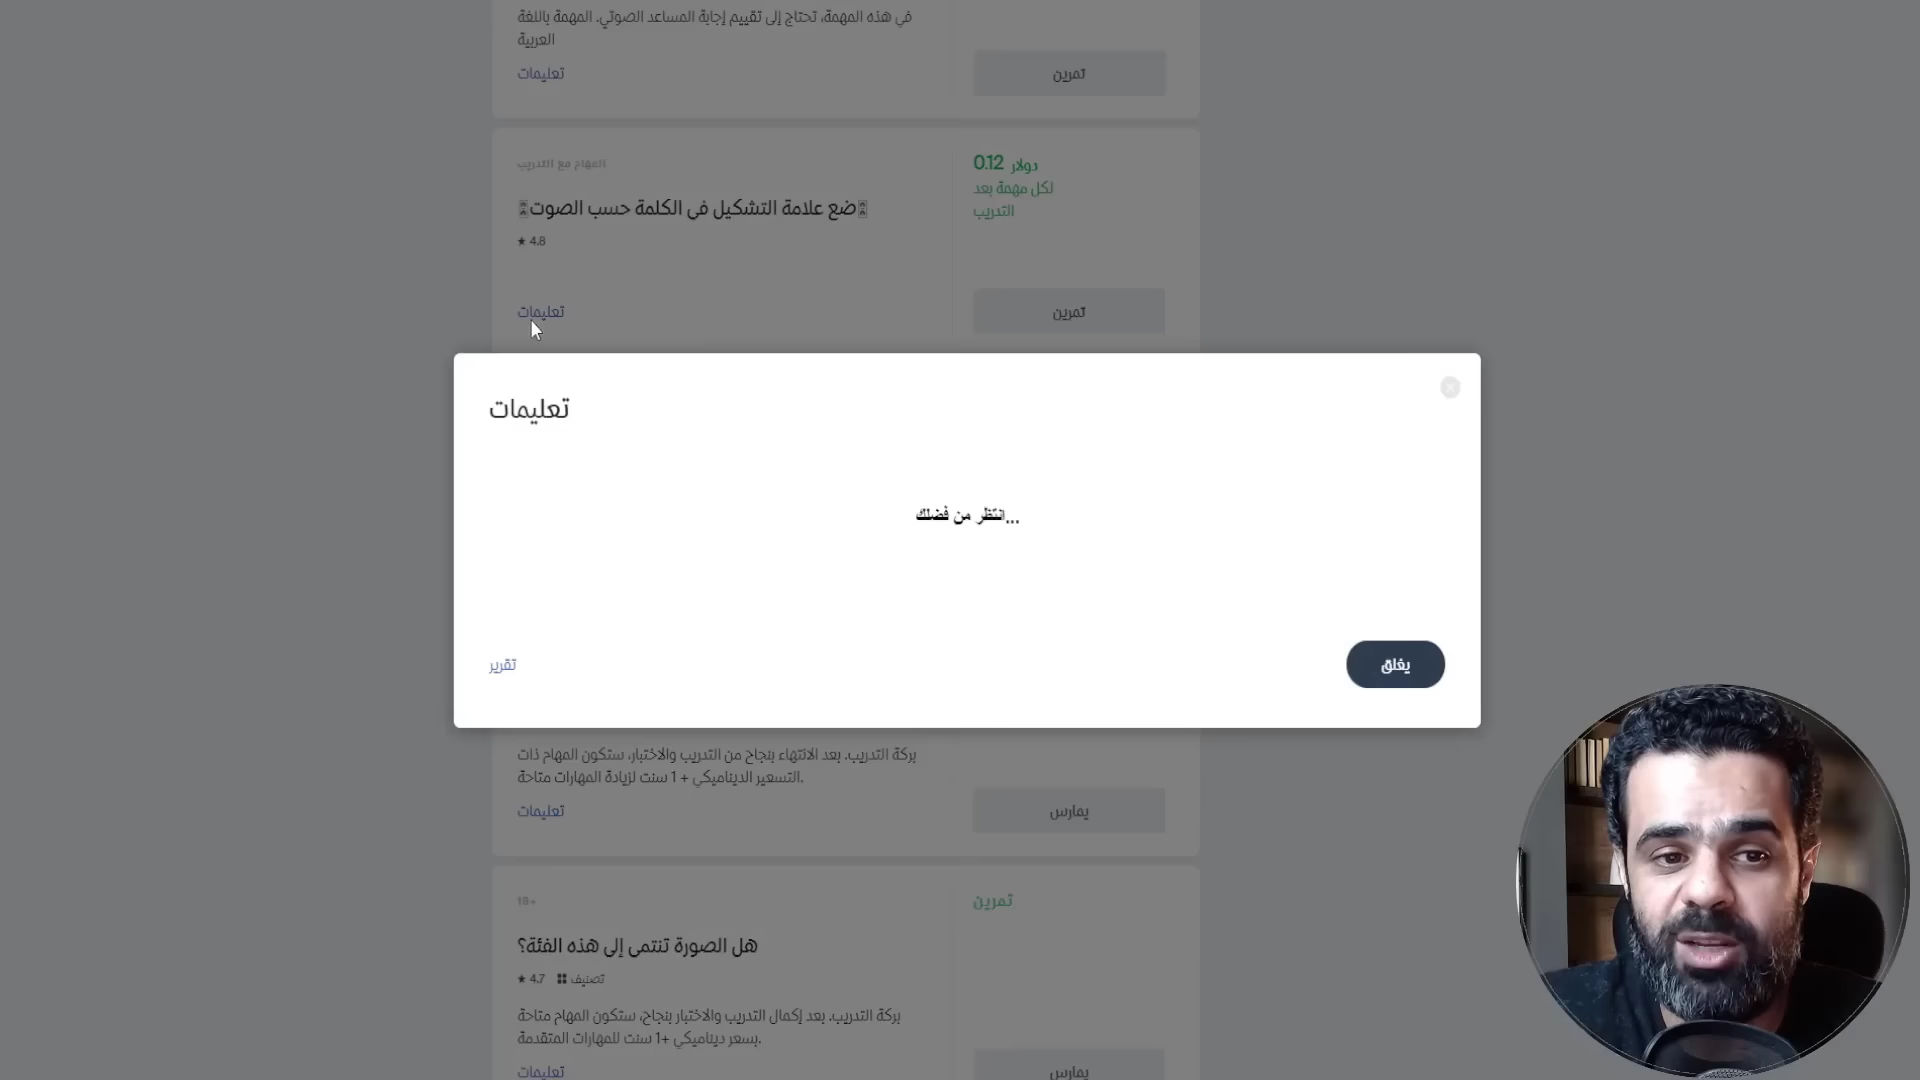 في هذه المهمة، تحتاج إلى تقييم إجابة المساعد الصوتي. المهمة باللغة
العربية
تعليمات
تمرين
المهام مع التدريب
ضع علامة التشكيل في الكلمة حسب الصوت
★ 4.8
تعليمات
0.12 دولار
لكل مهمة بعد
التدريب
تمرين
تعليمات
انتظر من فضلك...
تقرير
يغلق
بركة التدريب. بعد الانتهاء بنجاح من التدريب والاختبار، ستكون المهام ذات
التسعير الديناميكي + 1 سنت لزيادة المهارات متاحة.
تعليمات
يمارس
18+
تمرين
هل الصورة تنتمي إلى هذه الفئة؟
★ 4.7 تصنيف
بركة التدريب. بعد إكمال التدريب والاختبار بنجاح، ستكون المهام متاحة
بسعر ديناميكي +1 سنت للمهارات المتقدمة.
تعليمات
يمارس